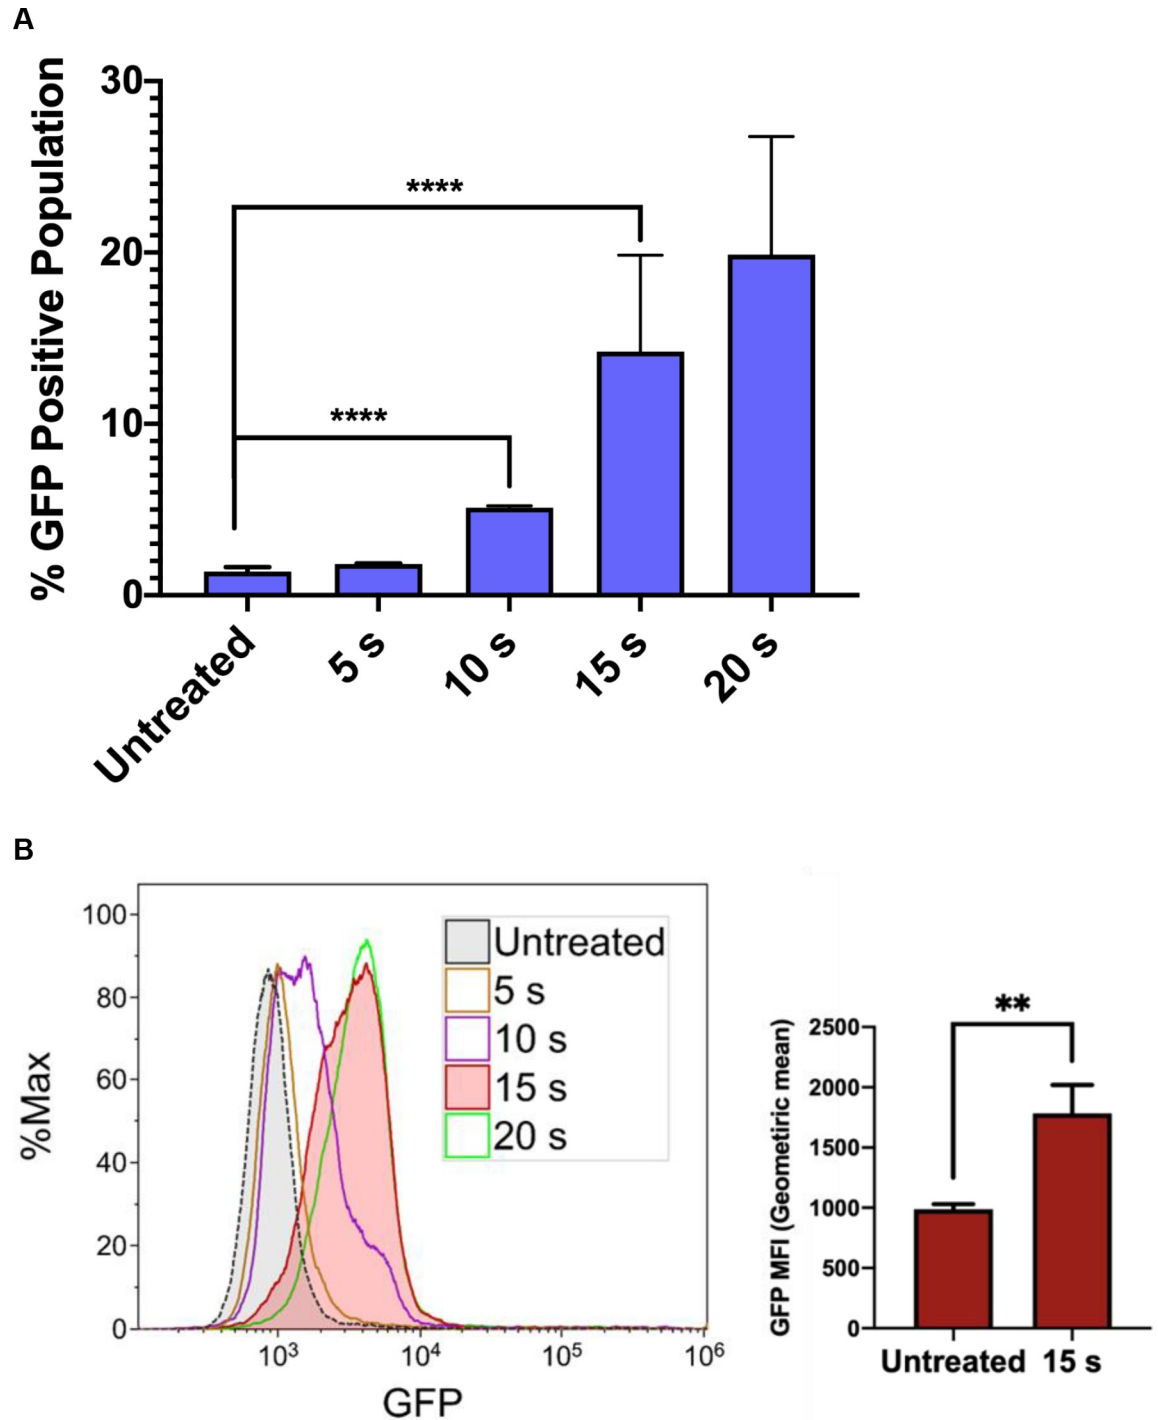 A
% GFP Positive Population
30
20
10
0
****
****
Untreated
5 s
10 s
15 s
20 s
B
%Max
100
80
60
40
20
0
Untreated
5 s
10 s
15 s
20 s
10³
10⁴
10⁵
10⁶
GFP
GFP MFI (Geometiric mean)
2500
2000
1500
1000
500
0
**
Untreated
15 s